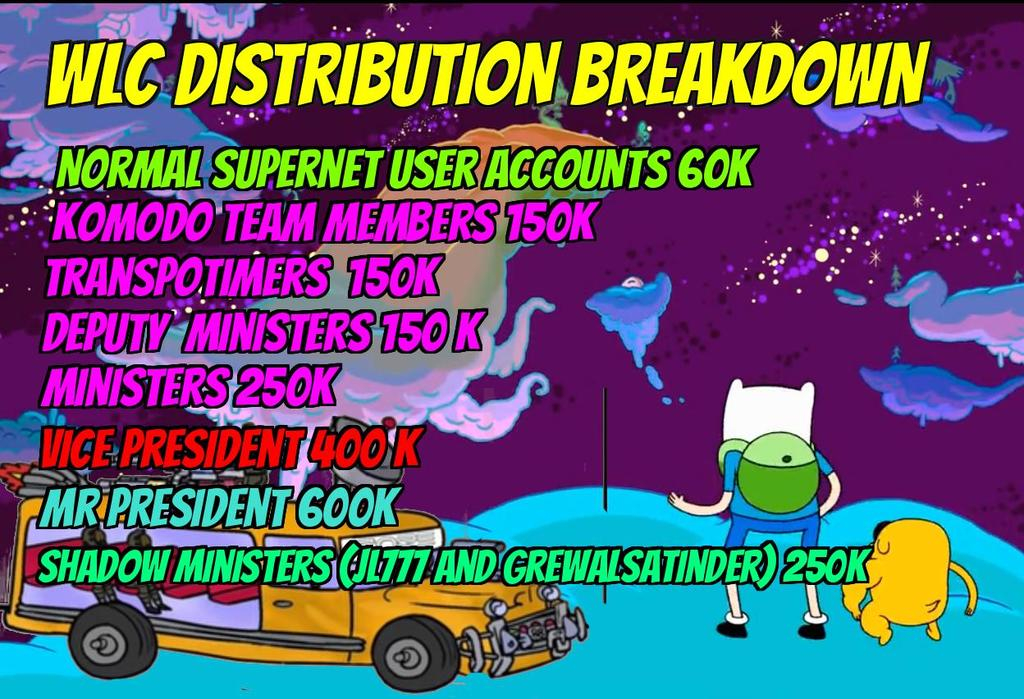 WLC DISTRIBUTION BREAKDOWN
NORMAL SUPERNET USER ACCOUNTS 60K
KOMODO TEAM MEMBERS 150K
TRANSPOTIMERS 150K
DEPUTY MINISTERS 150 K
MINISTERS 250K
VICE PRESIDENT 400 K
MR PRESIDENT 600K
SHADOW MINISTERS (JL777 AND GREWALSATINDER) 250K